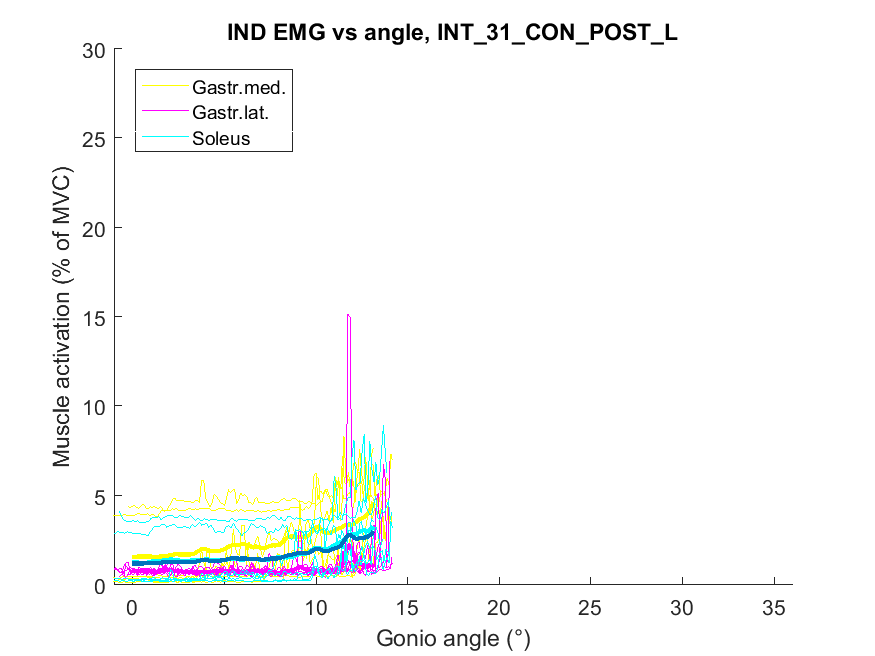 IND EMG vs angle, INT_31_CON_POST_L
30
25
20
15
10
5
0
Muscle activation (% of MVC)
Gastr.med.
Gastr.lat.
Soleus
0 5 10 15 20 25 30 35
Gonio angle (°)